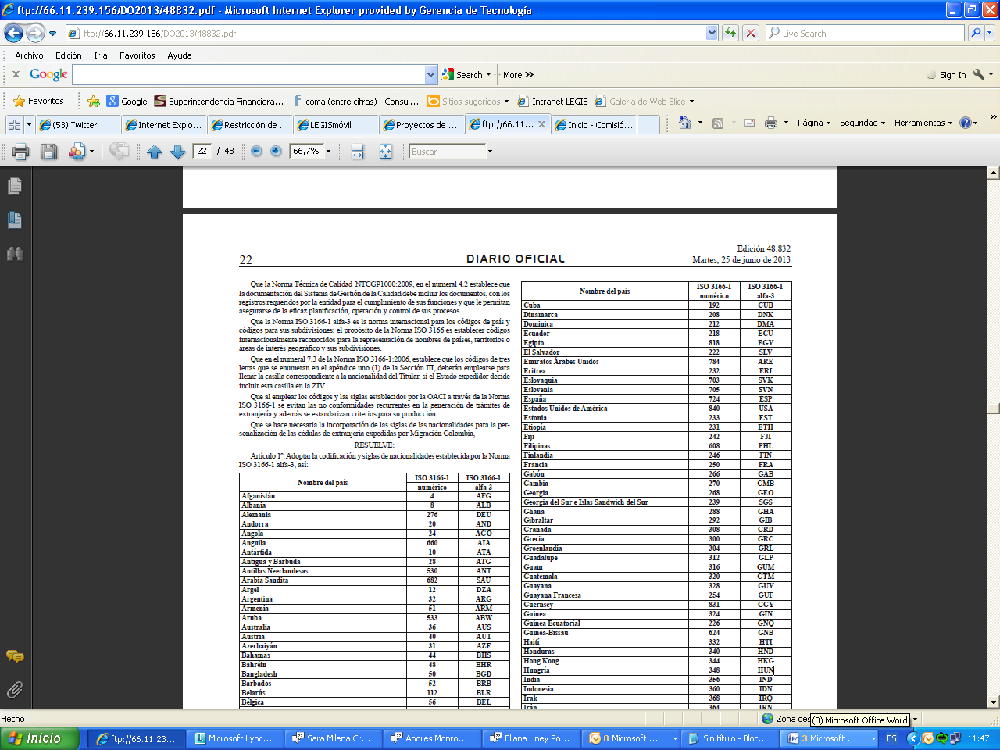 ftp://66.11.239.156/DO2013/48832.pdf - Microsoft Internet Explorer provided by Gerencia de Tecnología
ftp://66.11.239.156/DO2013/48832.pdf
Live Search
Archivo Edición Ir a Favoritos Ayuda
x Google Search More >> Sign In
Favoritos Google Superintendencia Financiera... coma (entre cifras) - Consul... Sitios sugeridos Intranet LEGIS Galería de Web Slice
(53) Twitter Internet Explo... Restricción de ... LEGISmóvil Proyectos de ... ftp://66.11.... Inicio - Comisió... Página Seguridad Herramientas
22 / 48 66,7% Buscar
Edición 48.832
22 DIARIO OFICIAL Martes, 25 de junio de 2013
Que la Norma Técnica de Calidad NTCGP1000:2009, en el numeral 4.2 establece que
la documentación del Sistema de Gestión de la Calidad debe incluir los documentos, con los
registros requeridos por la entidad para el cumplimiento de sus funciones y que le permitan
asegurarse de la eficaz planificación, operación y control de sus procesos.
Que la Norma ISO 3166-1 alfa-3 es la norma internacional para los códigos de país y
códigos para sus subdivisiones; el propósito de la Norma ISO 3166 es establecer códigos
internacionalmente reconocidos para la representación de nombres de países, territorios o
áreas de interés geográfico y sus subdivisiones.
Que en el numeral 7.3 de la Norma ISO 3166-1:2006, establece que los códigos de tres
letras que se enumeran en el apéndice uno (1) de la Sección III, deberán emplearse para
llenar la casilla correspondiente a la nacionalidad del Titular, si el Estado expedidor decide
incluir esta casilla en la ZIV.
Que al emplear los códigos y las siglas establecidos por la OACI a través de la Norma
ISO 3166-1 se evitan las no conformidades recurrentes en la generación de trámites de
extranjería y además se estandarizan criterios para su producción.
Que se hace necesaria la incorporación de las siglas de las nacionalidades para la per-
sonalización de las cédulas de extranjería expedidas por Migración Colombia,
RESUELVE:
Artículo 1º. Adoptar la codificación y siglas de nacionalidades establecida por la Norma
ISO 3166-1 alfa-3, así:
Nombre del país ISO 3166-1 numérico ISO 3166-1 alfa-3
Afganistán 4 AFG
Albania 8 ALB
Alemania 276 DEU
Andorra 20 AND
Angola 24 AGO
Anguila 660 AIA
Antártida 10 ATA
Antigua y Barbuda 28 ATG
Antillas Neerlandesas 530 ANT
Arabia Saudita 682 SAU
Argel 12 DZA
Argentina 32 ARG
Armenia 51 ARM
Aruba 533 ABW
Australia 36 AUS
Austria 40 AUT
Azerbaiyán 31 AZE
Bahamas 44 BHS
Bahréin 48 BHR
Bangladesh 50 BGD
Barbados 52 BRB
Belarús 112 BLR
Bélgica 56 BEL
Nombre del país ISO 3166-1 numérico ISO 3166-1 alfa-3
Cuba 192 CUB
Dinamarca 208 DNK
Dominica 212 DMA
Ecuador 218 ECU
Egipto 818 EGY
El Salvador 222 SLV
Emiratos Árabes Unidos 784 ARE
Eritrea 232 ERI
Eslovaquia 703 SVK
Eslovenia 705 SVN
España 724 ESP
Estados Unidos de América 840 USA
Estonia 233 EST
Etiopía 231 ETH
Fiji 242 FJI
Filipinas 608 PHL
Finlandia 246 FIN
Francia 250 FRA
Gabón 266 GAB
Gambia 270 GMB
Georgia 268 GEO
Georgia del Sur e Islas Sandwich del Sur 239 SGS
Ghana 288 GHA
Gibraltar 292 GIB
Granada 308 GRD
Grecia 300 GRC
Groenlandia 304 GRL
Guadalupe 312 GLP
Guam 316 GUM
Guatemala 320 GTM
Guayana 328 GUY
Guayana Francesa 254 GUF
Guernsey 831 GGY
Guinea 324 GIN
Guinea Ecuatorial 226 GNQ
Guinea-Bissau 624 GNB
Haití 332 HTI
Honduras 340 HND
Hong Kong 344 HKG
Hungría 348 HUN
India 356 IND
Indonesia 360 IDN
Irak 368 IRQ
Irán 364 IRN
Hecho Zona des
(3) Microsoft Office Word
Inicio ftp://66.11.23... Microsoft Lync... Sara Milena Cr... Andres Monro... Eliana Liney Po... 8 Microsoft ... Sin título - Bloc... 3 Microsoft ... ES 11:47